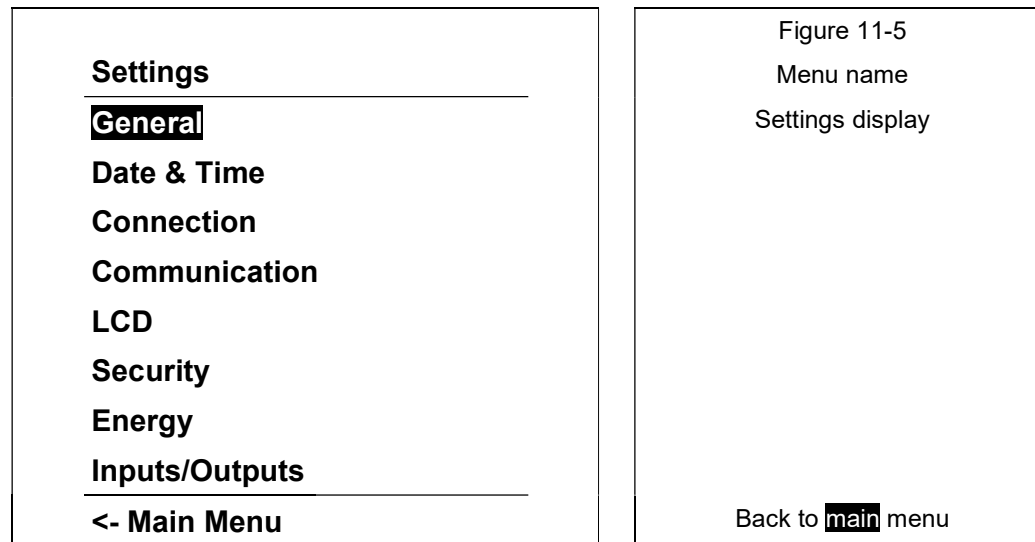 Settings
General
Date & Time
Connection
Communication
LCD
Security
Energy
Inputs/Outputs
<- Main Menu
Figure 11-5
Menu name
Settings display
Back to main menu